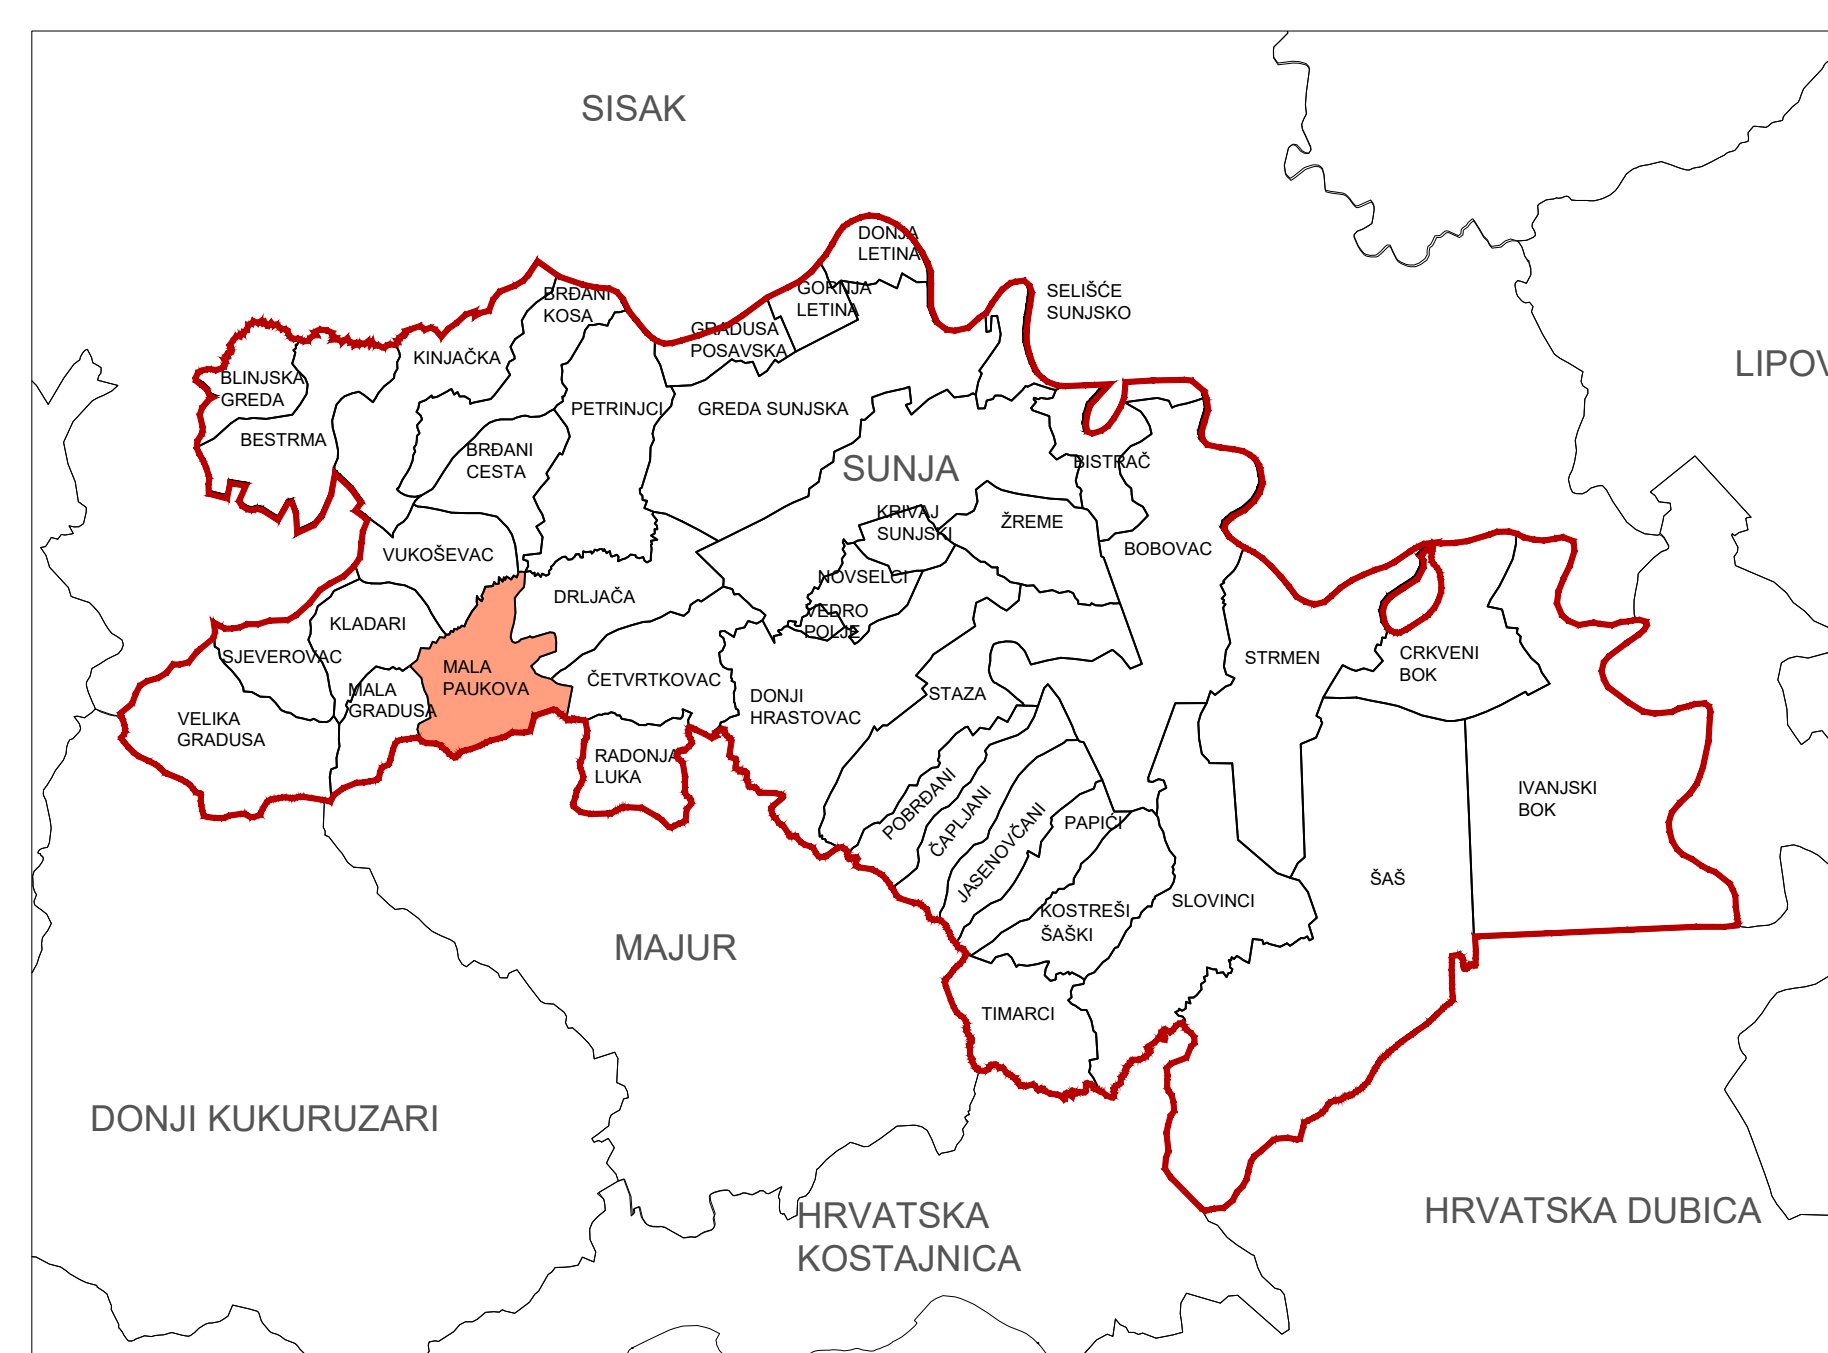 SISAK
DONJA
LETINA
SELIŠĆE
SUNJSKO
BRĐANI
KOSA
GORNJA
LETINA
GRADUSA
POSAVSKA
KINJAČKA
LIPOV
BLINJSKA
GREDA
PETRINJCI
GREDA SUNJSKA
BESTRMA
BRĐANI
CESTA
SUNJA
BISTRAČ
KRIVAJ
SUNJSKI
ŽREME
BOBOVAC
VUKOŠEVAC
NOVSELCI
DRLJAČA
VEDRO
POLJE
KLADARI
SJEVEROVAC
MALA
PAUKOVA
ČETVRTKOVAC
STRMEN
CRKVENI
BOK
MALA
GRADUSA
DONJI
HRASTOVAC
STAZA
VELIKA
GRADUSA
RADONJA
LUKA
IVANJSKI
BOK
POBRĐANI
ČAPLJANI
JASENOVČANI
PAPIĆI
ŠAŠ
SLOVINCI
KOSTREŠI
ŠAŠKI
MAJUR
TIMARCI
DONJI KUKURUZARI
HRVATSKA
KOSTAJNICA
HRVATSKA DUBICA